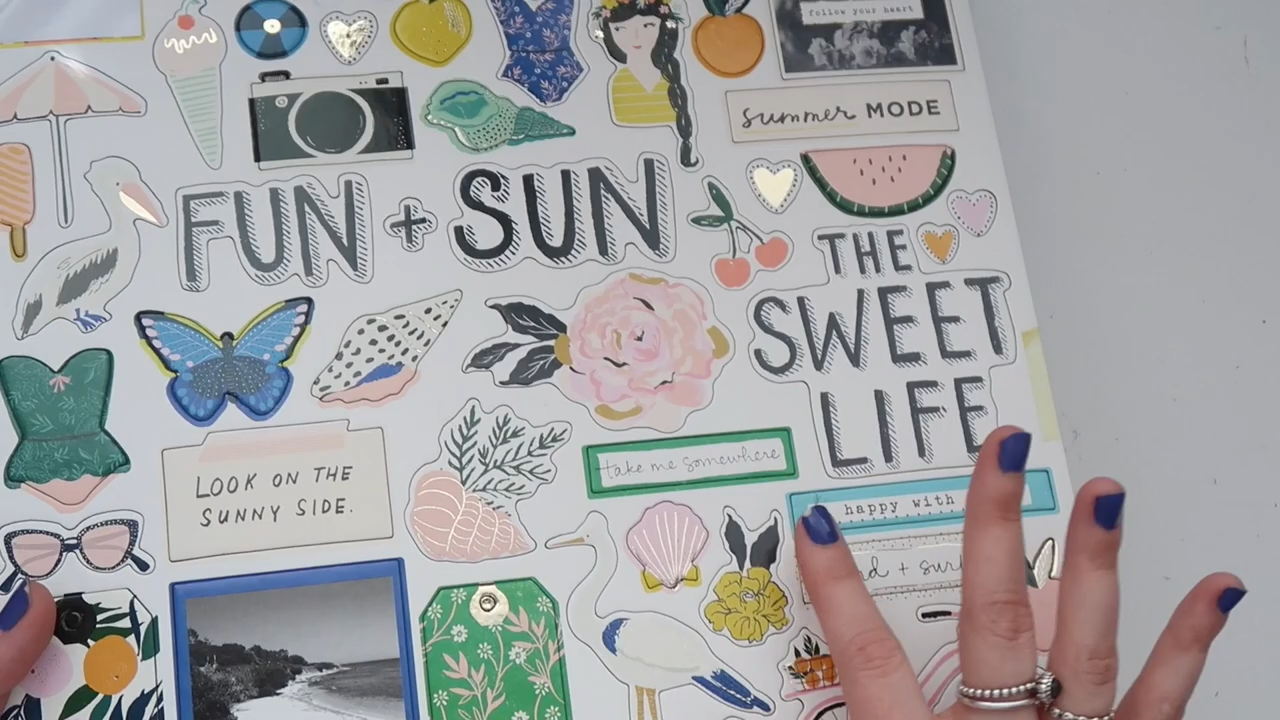 follow your heart
summer MODE
FUN + SUN
THE
SWEET
LIFE
take me somewhere
LOOK ON THE
SUNNY SIDE.
happy with